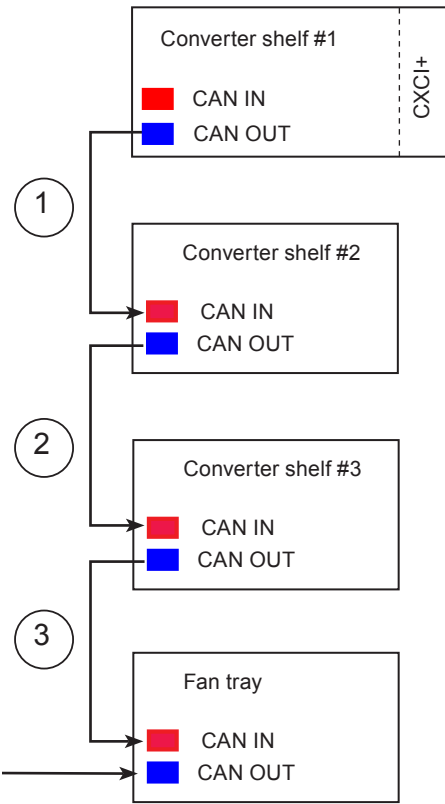 Converter shelf #1
CXCI+
CAN IN
CAN OUT
1
Converter shelf #2
CAN IN
CAN OUT
2
Converter shelf #3
CAN IN
CAN OUT
3
Fan tray
CAN IN
CAN OUT